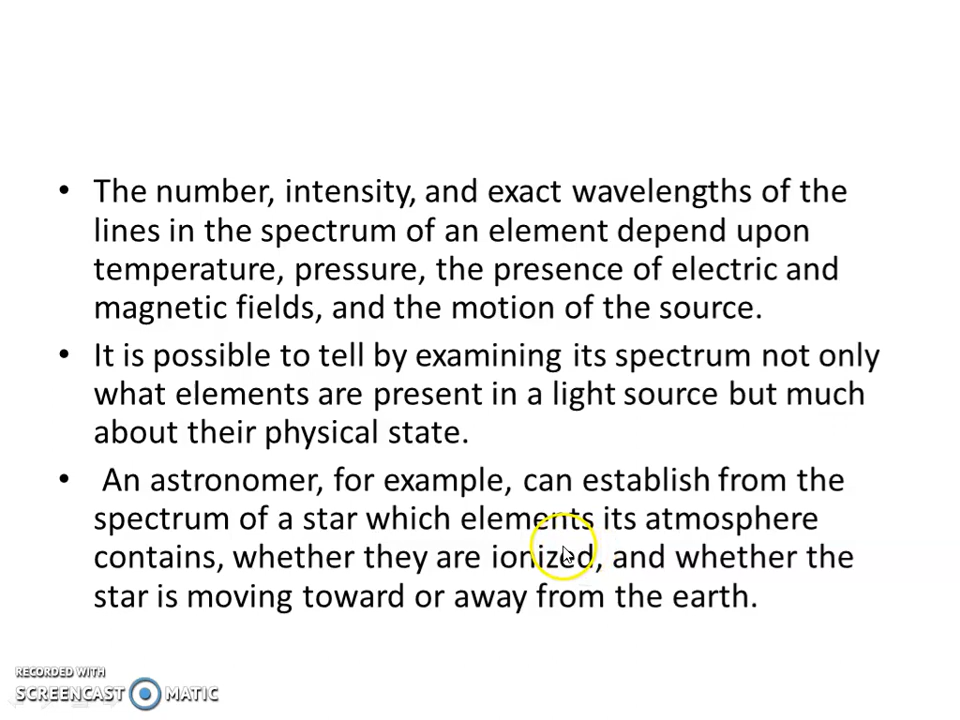 • The number, intensity, and exact wavelengths of the
lines in the spectrum of an element depend upon
temperature, pressure, the presence of electric and
magnetic fields, and the motion of the source.
• It is possible to tell by examining its spectrum not only
what elements are present in a light source but much
about their physical state.
• An astronomer, for example, can establish from the
spectrum of a star which elements its atmosphere
contains, whether they are ionized, and whether the
star is moving toward or away from the earth.
RECORDED WITH
SCREENCAST MATIC